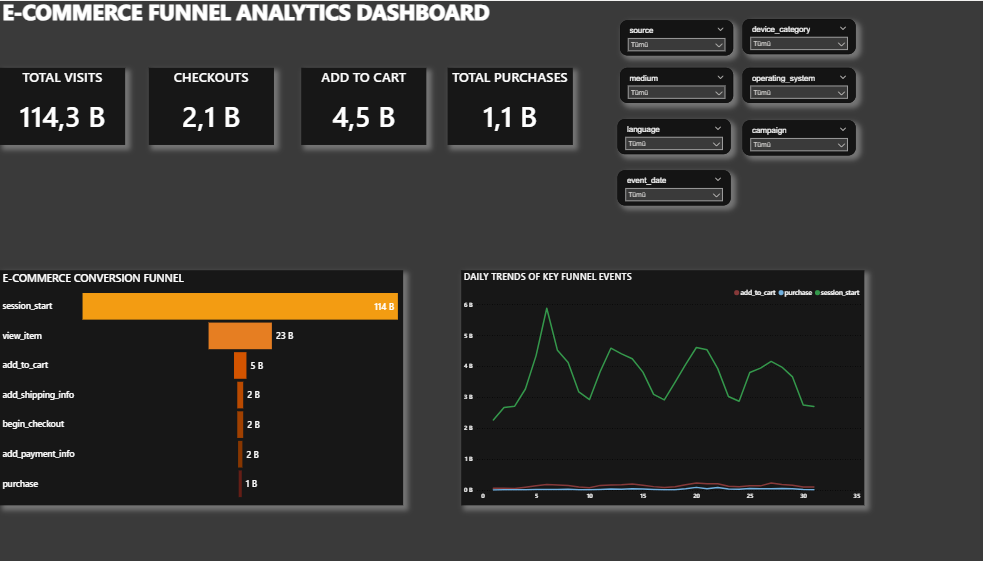 E-COMMERCE FUNNEL ANALYTICS DASHBOARD
TOTAL VISITS
114,3 B
CHECKOUTS
2,1 B
ADD TO CART
4,5 B
TOTAL PURCHASES
1,1 B
source
Tümü
device_category
Tümü
medium
Tümü
operating_system
Tümü
language
Tümü
campaign
Tümü
event_date
Tümü
E-COMMERCE CONVERSION FUNNEL
session_start
114 B
view_item
23 B
add_to_cart
5 B
add_shipping_info
2 B
begin_checkout
2 B
add_payment_info
2 B
purchase
1 B
DAILY TRENDS OF KEY FUNNEL EVENTS
add_to_cart purchase session_start
6 B
5 B
4 B
3 B
2 B
1 B
0 B
0 5 10 15 20 25 30 35